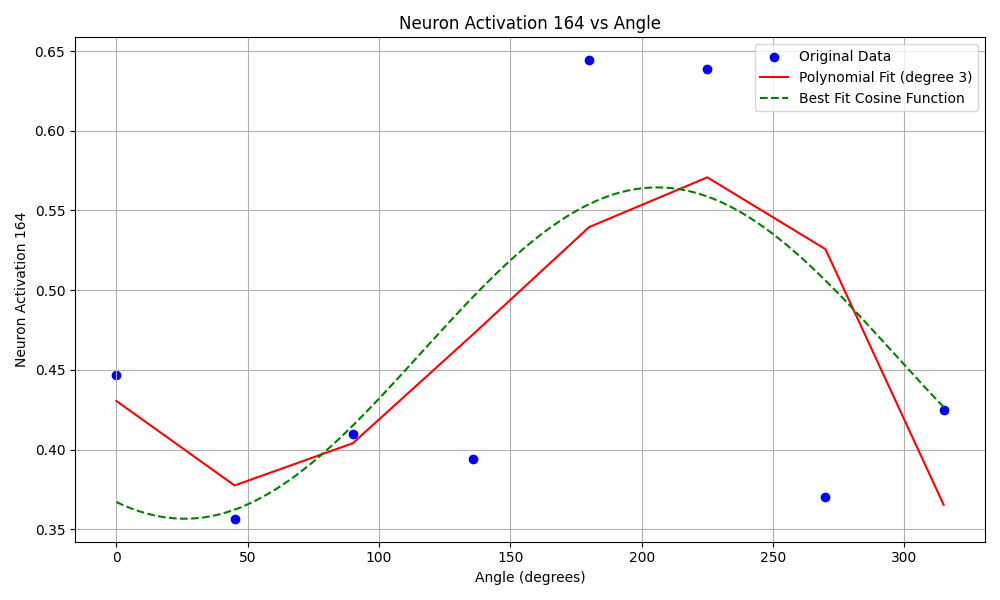 Neuron Activation 164 vs Angle
Original Data
Polynomial Fit (degree 3)
Best Fit Cosine Function
Neuron Activation 164
0.65
0.60
0.55
0.50
0.45
0.40
0.35
0 50 100 150 200 250 300
Angle (degrees)